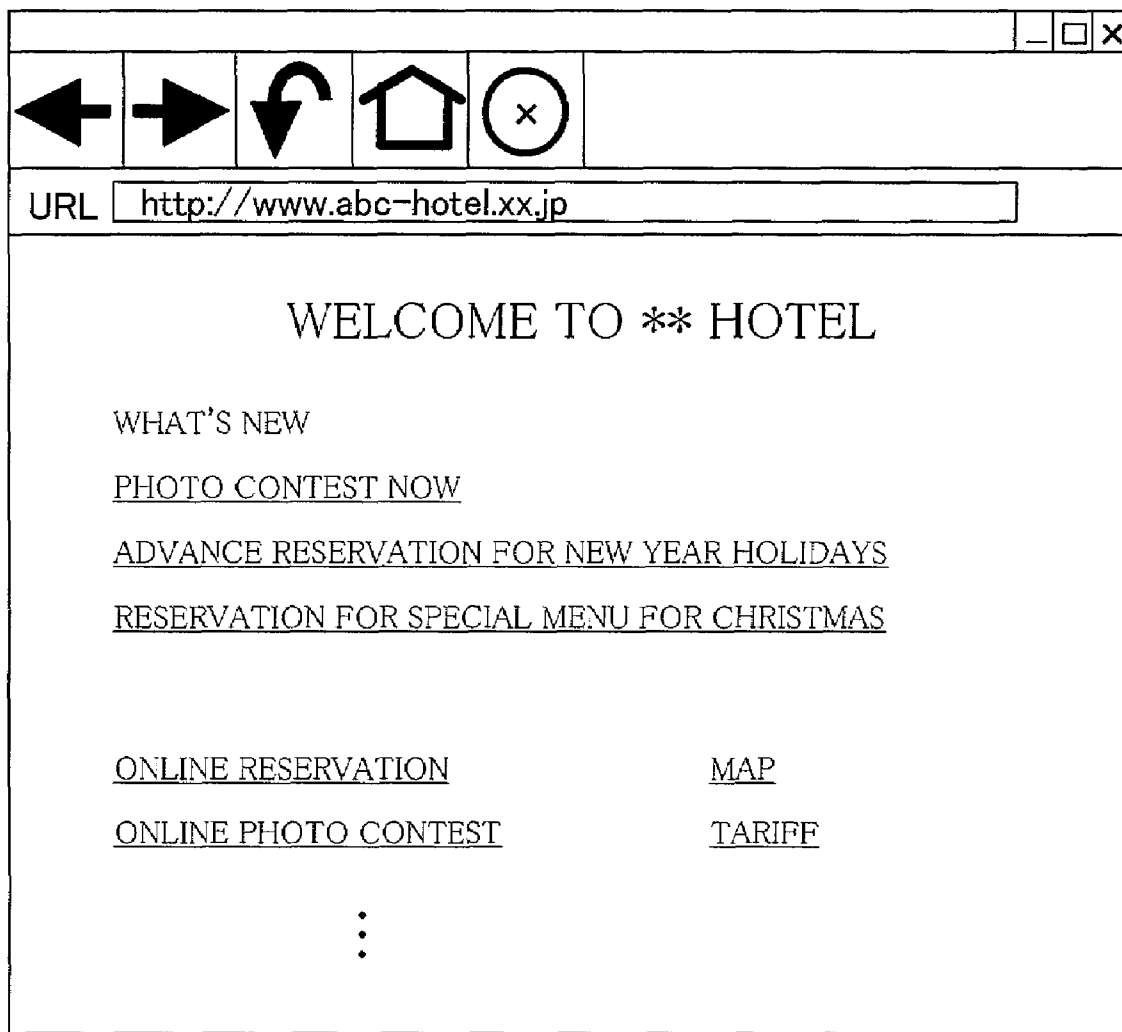 URL http://www.abc-hotel.xx.jp
WELCOME TO ** HOTEL
WHAT'S NEW
PHOTO CONTEST NOW
ADVANCE RESERVATION FOR NEW YEAR HOLIDAYS
RESERVATION FOR SPECIAL MENU FOR CHRISTMAS
ONLINE RESERVATION MAP
ONLINE PHOTO CONTEST TARIFF